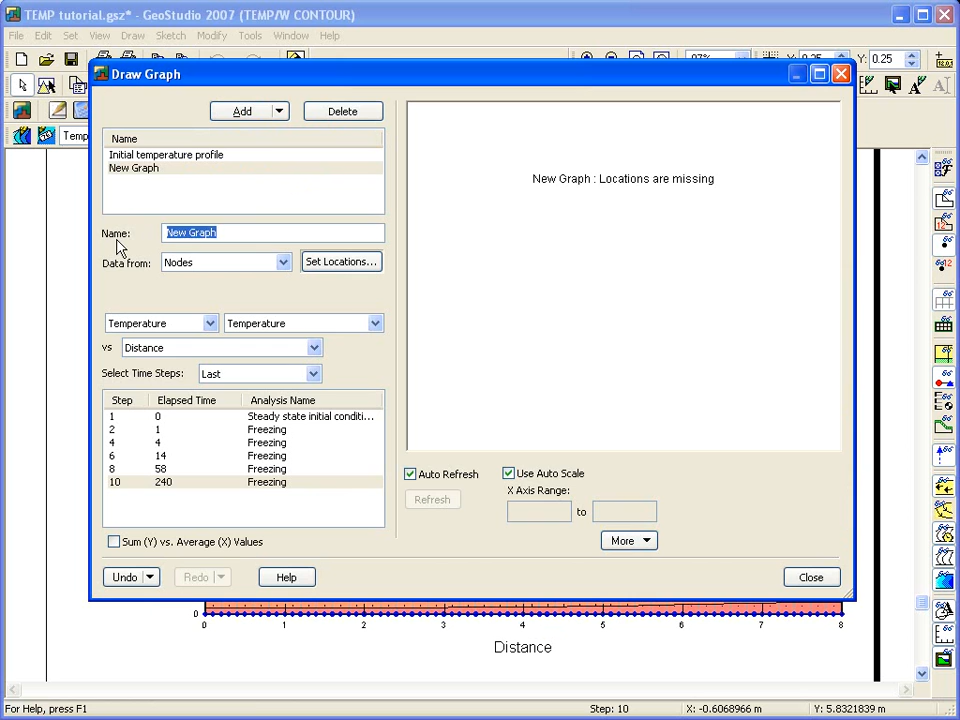 TEMP tutorial.gsz* - GeoStudio 2007 (TEMP/W CONTOUR)
File Edit Set View Draw Sketch Modify Tools Window Help
Y: 0.25
Temp
Draw Graph
Add
Delete
Name
Initial temperature profile
New Graph
Name:
New Graph
Data from:
Nodes
Set Locations...
Temperature
Temperature
vs
Distance
Select Time Steps:
Last
Step Elapsed Time Analysis Name
1 0 Steady state initial conditi...
2 1 Freezing
4 4 Freezing
6 14 Freezing
8 58 Freezing
10 240 Freezing
Sum (Y) vs. Average (X) Values
New Graph : Locations are missing
Auto Refresh
Use Auto Scale
Refresh
X Axis Range:
to
More
Undo
Redo
Help
Close
0
0 1 2 3 4 5 6 7 8
Distance
For Help, press F1
Step: 10
X: -0.6068966 m
Y: 5.8321839 m